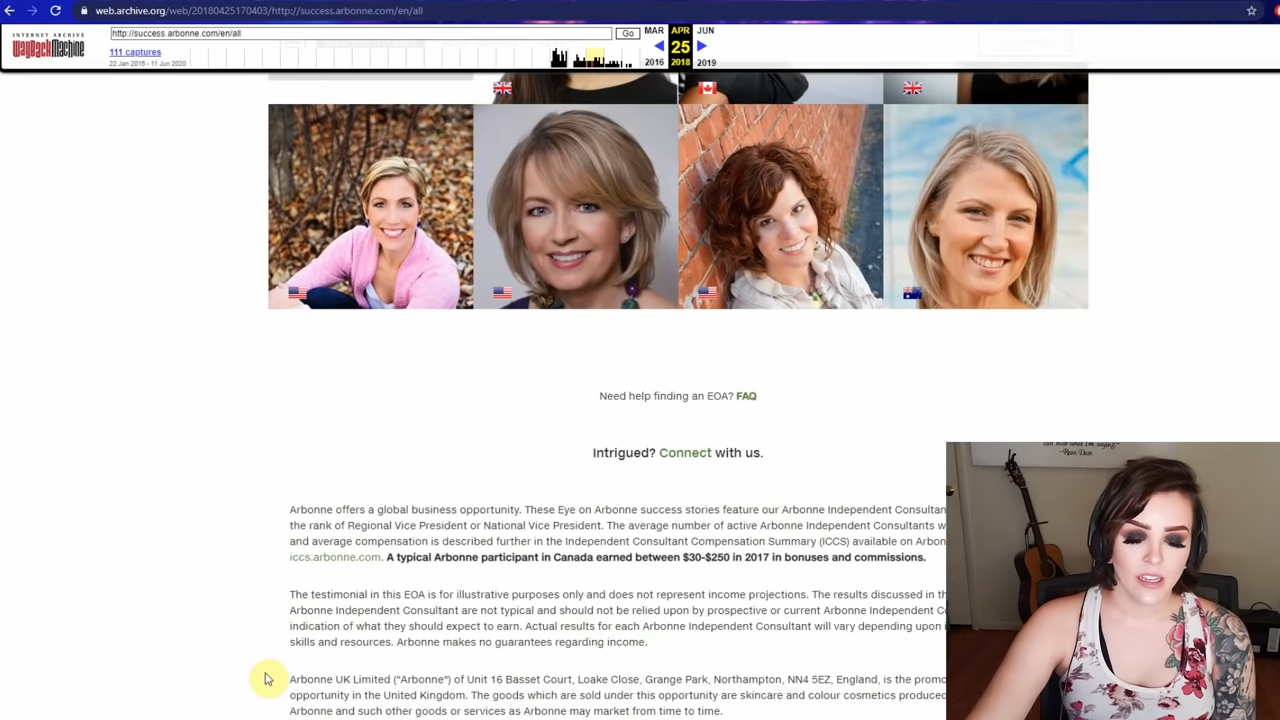 web.archive.org/web/20180425170403/http://success.arbonne.com/en/all
INTERNET ARCHIVE
WayBackMachine
http://success.arbonne.com/en/all
Go
MAR
APR
JUN
111 captures
25
22 Jan 2016 - 11 Jun 2020
2016
2018
2019
Need help finding an EOA? FAQ
Intrigued? Connect with us.
Arbonne offers a global business opportunity. These Eye on Arbonne success stories feature our Arbonne Independent Consultan
the rank of Regional Vice President or National Vice President. The average number of active Arbonne Independent Consultants w
and average compensation is described further in the Independent Consultant Compensation Summary (ICCS) available on Arbon
iccs.arbonne.com. A typical Arbonne participant in Canada earned between $30-$250 in 2017 in bonuses and commissions.
The testimonial in this EOA is for illustrative purposes only and does not represent income projections. The results discussed in th
Arbonne Independent Consultant are not typical and should not be relied upon by prospective or current Arbonne Independent C
indication of what they should expect to earn. Actual results for each Arbonne Independent Consultant will vary depending upon
skills and resources. Arbonne makes no guarantees regarding income.
Arbonne UK Limited ("Arbonne") of Unit 16 Basset Court, Loake Close, Grange Park, Northampton, NN4 5EZ, England, is the promo
opportunity in the United Kingdom. The goods which are sold under this opportunity are skincare and colour cosmetics produced
Arbonne and such other goods or services as Arbonne may market from time to time.
-Ram Dass